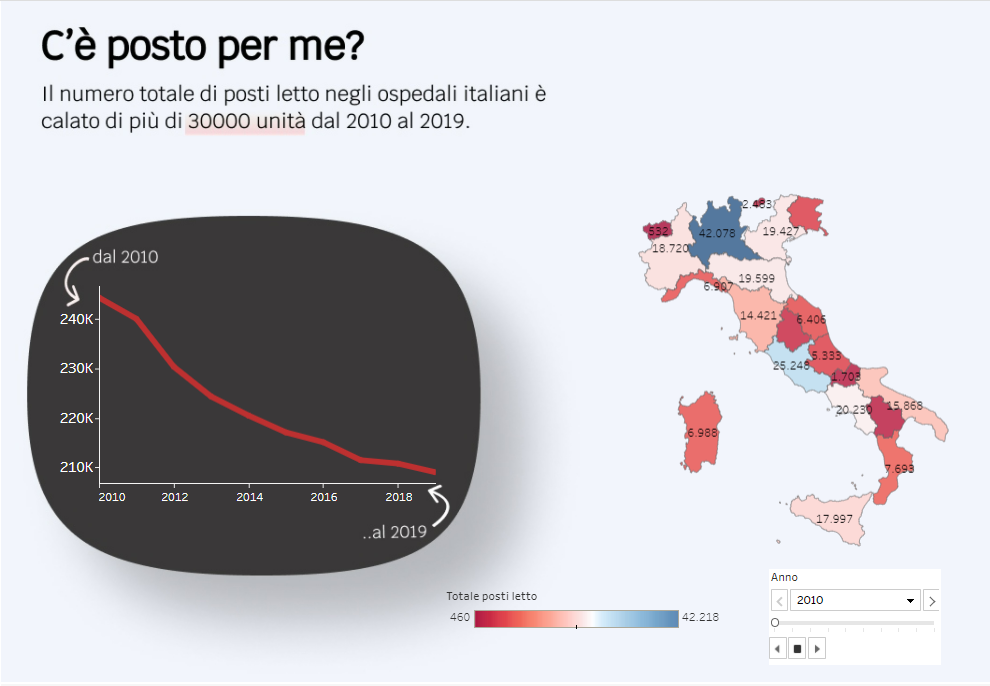 C’è posto per me?
Il numero totale di posti letto negli ospedali italiani è
calato di più di 30000 unità dal 2010 al 2019.
dal 2010
240K
230K
220K
210K
2010 2012 2014 2016 2018
..al 2019
2.483
532
42.078
19.427
18.720
19.599
6.907
14.421
6.406
5.333
25.248
1.703
20.230
15.868
6.988
7.693
17.997
Totale posti letto
460 42.218
Anno
2010